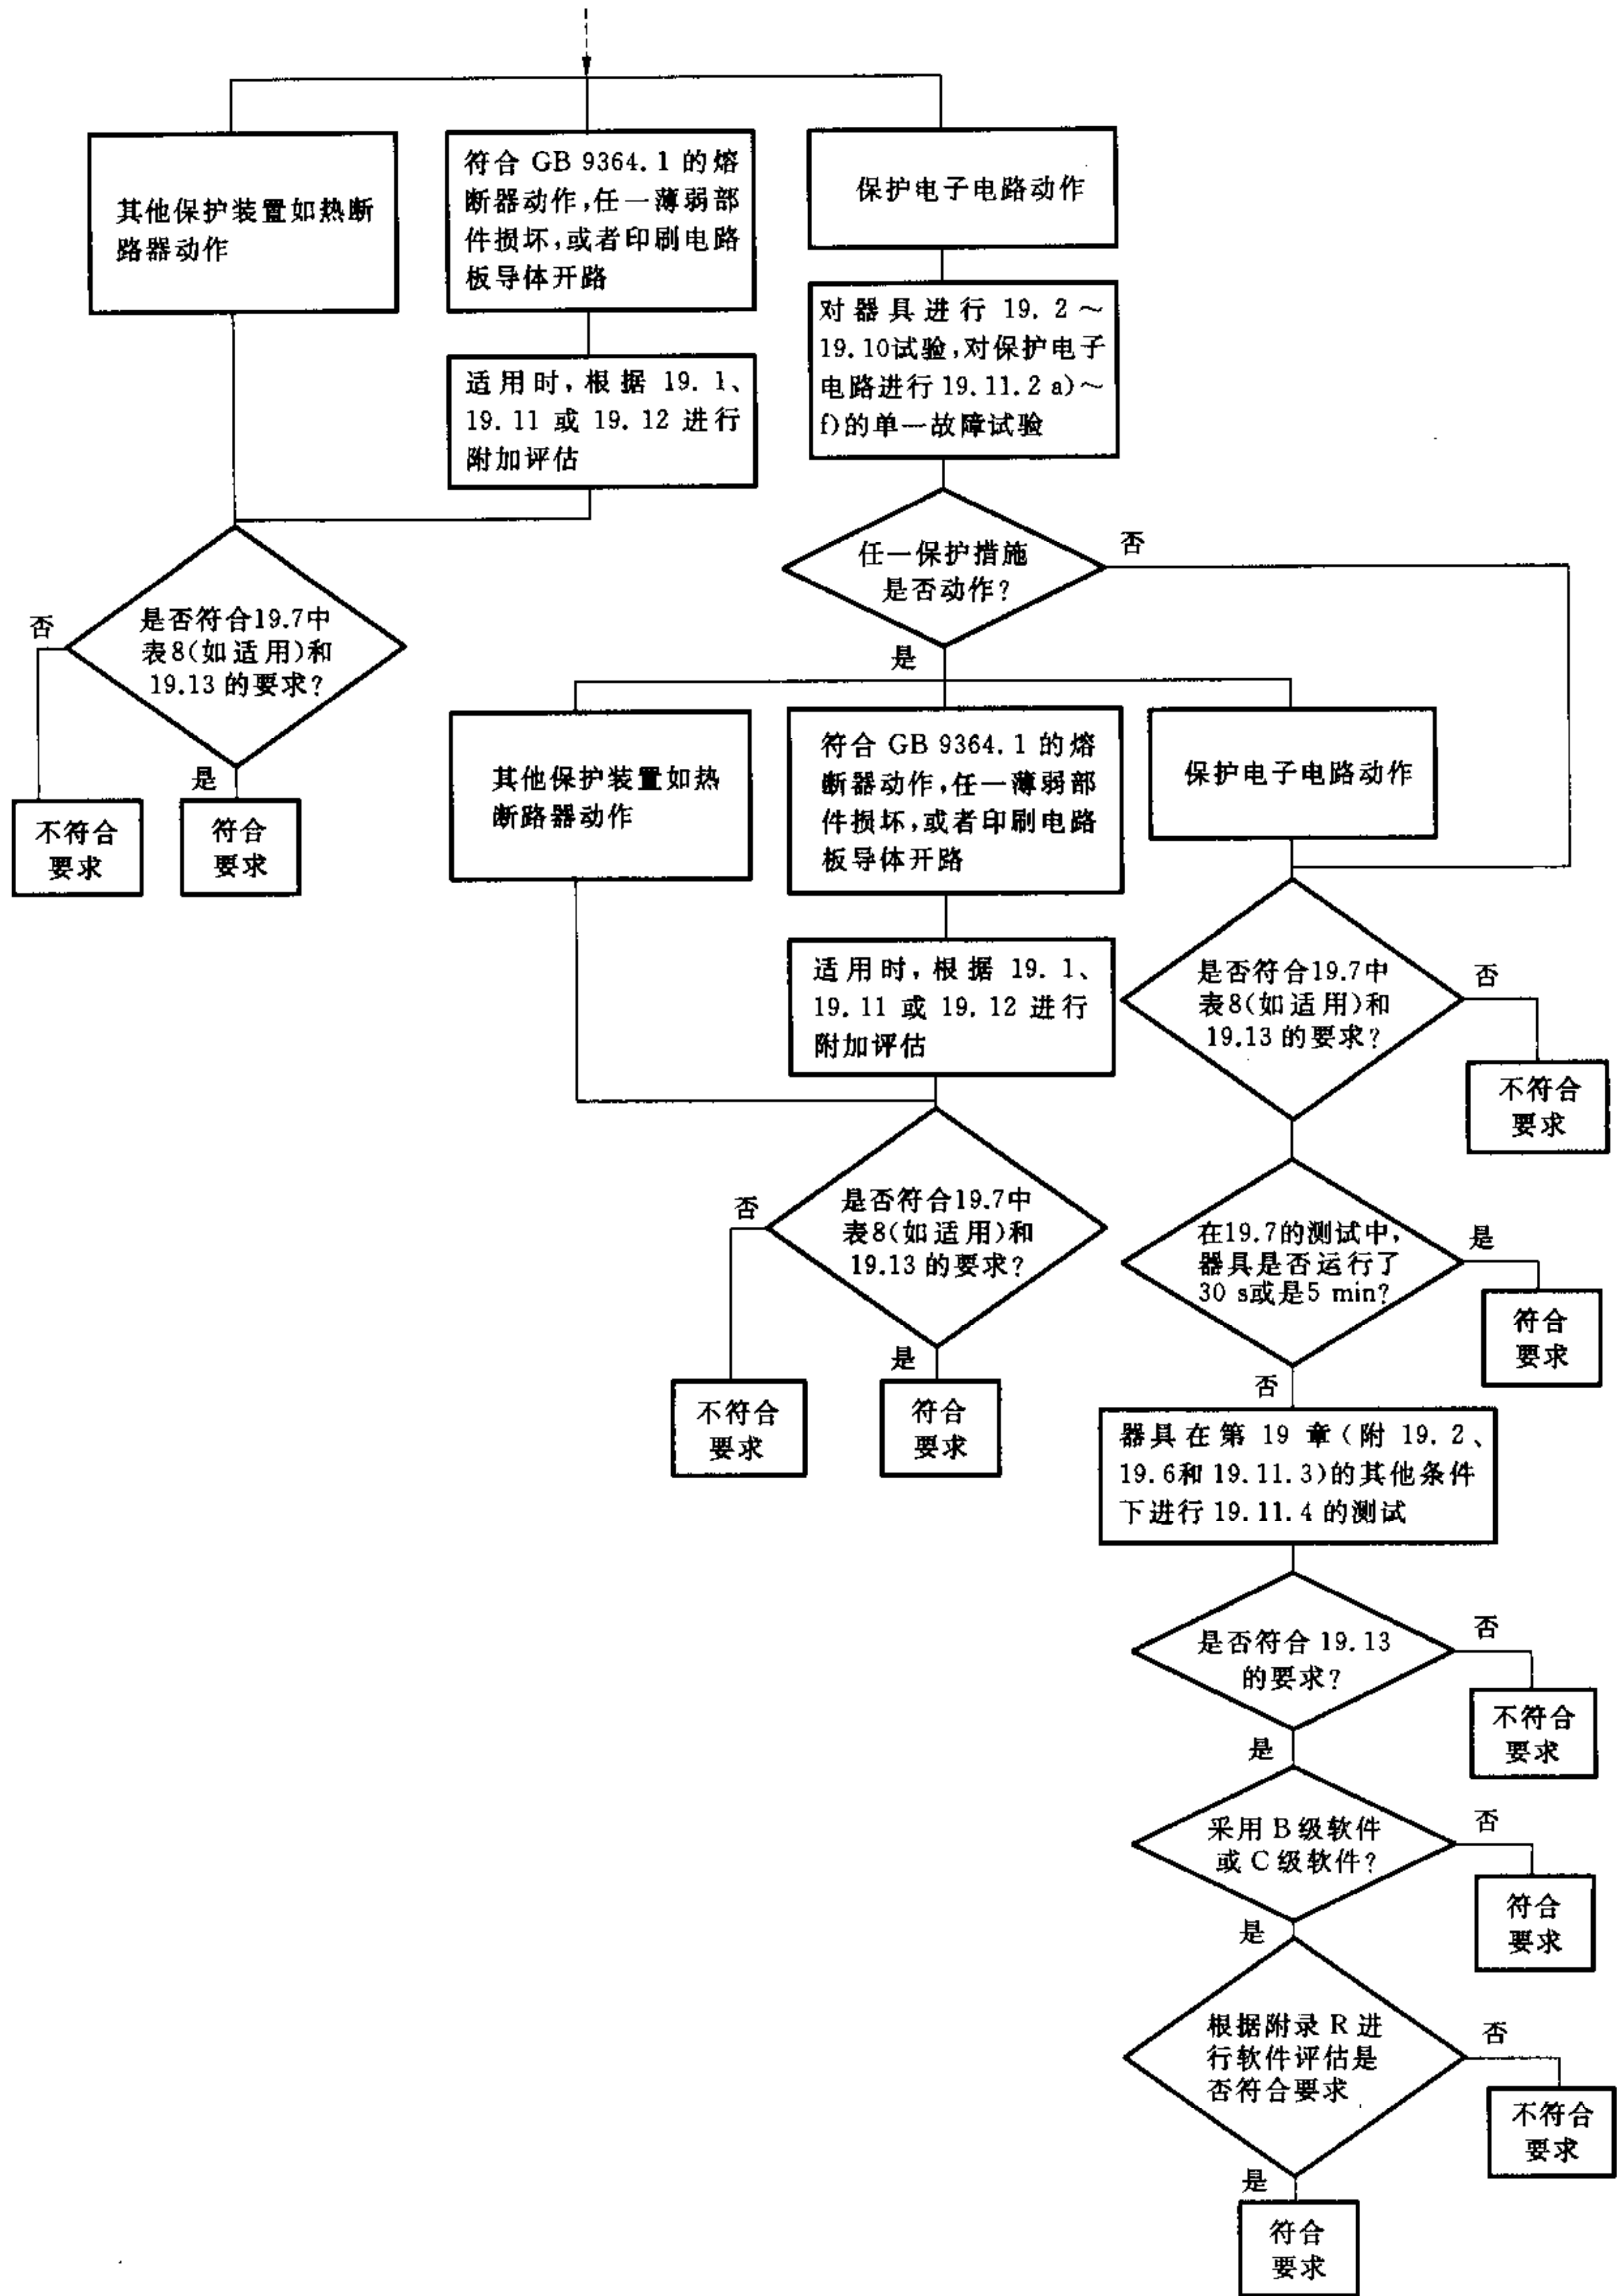 其他保护装置如热断
路器动作
符合 GB 9364.1 的熔
断器动作,任一薄弱部
件损坏,或者印刷电路
板导体开路
保护电子电路动作
适用时,根据 19.1、
19.11 或 19.12 进行
附加评估
对器具进行 19.2～
19.10试验,对保护电子
电路进行19.11.2 a)～
f)的单一故障试验
任一保护措施
是否动作?
否
是
是否符合19.7中
表8(如适用)和
19.13 的要求?
否
是
不符合
要求
符合
要求
其他保护装置如热
断路器动作
符合 GB 9364.1 的熔
断器动作,任一薄弱部
件损坏,或者印刷电路
板导体开路
保护电子电路动作
适用时,根据 19.1、
19.11 或 19.12 进行
附加评估
是否符合19.7中
表8(如适用)和
19.13 的要求?
否
不符合
要求
是否符合19.7中
表8(如适用)和
19.13 的要求?
否
是
不符合
要求
符合
要求
在19.7的测试中,
器具是否运行了
30 s或是5 min?
是
符合
要求
否
器具在第 19 章(附 19.2、
19.6和 19.11.3)的其他条件
下进行 19.11.4 的测试
是否符合 19.13
的要求?
否
不符合
要求
是
采用 B 级软件
或 C 级软件?
否
符合
要求
是
根据附录 R 进
行软件评估是
否符合要求
否
不符合
要求
是
符合
要求